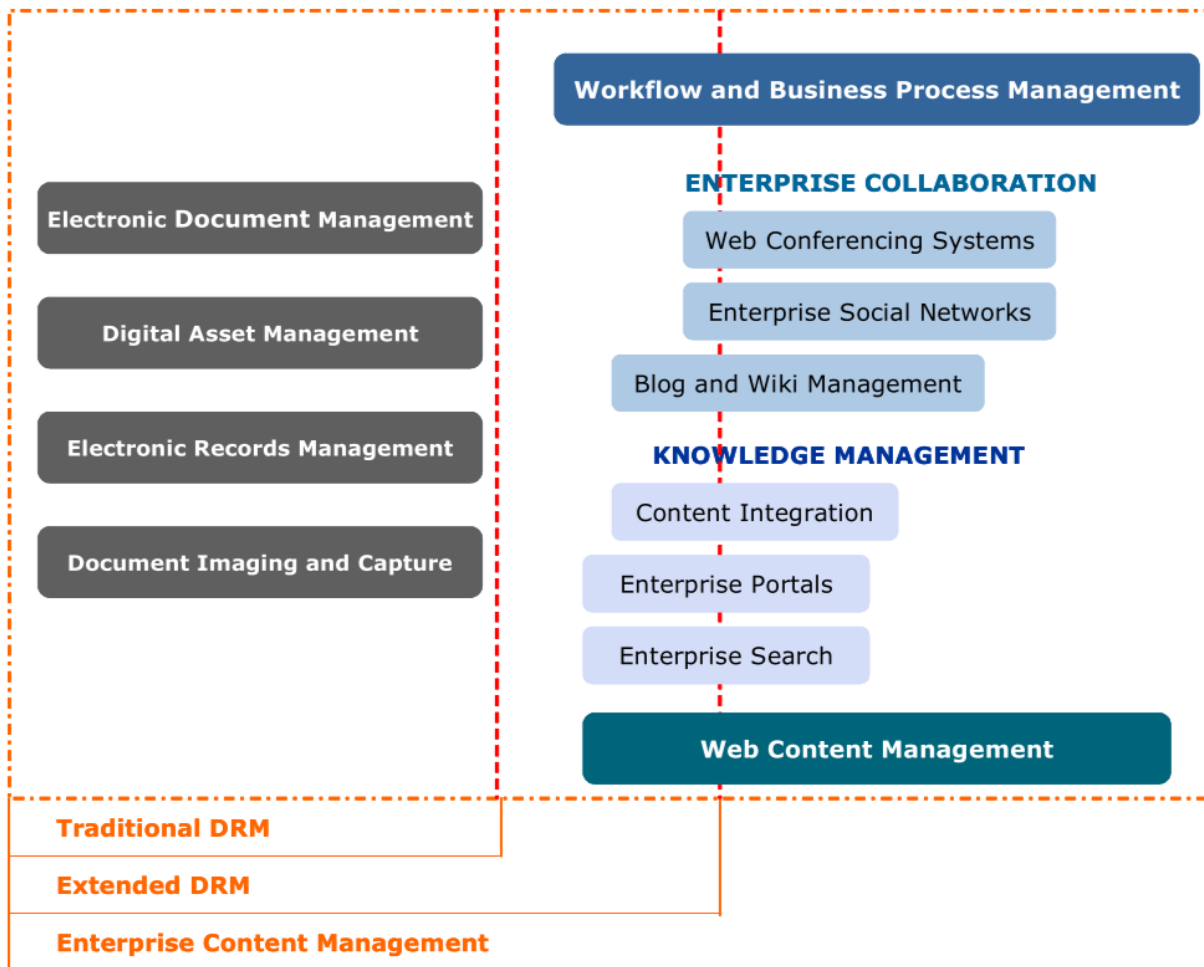 Workflow and Business Process Management
ENTERPRISE COLLABORATION
Electronic Document Management
Web Conferencing Systems
Digital Asset Management
Enterprise Social Networks
Blog and Wiki Management
Electronic Records Management
KNOWLEDGE MANAGEMENT
Content Integration
Document Imaging and Capture
Enterprise Portals
Enterprise Search
Web Content Management
Traditional DRM
Extended DRM
Enterprise Content Management